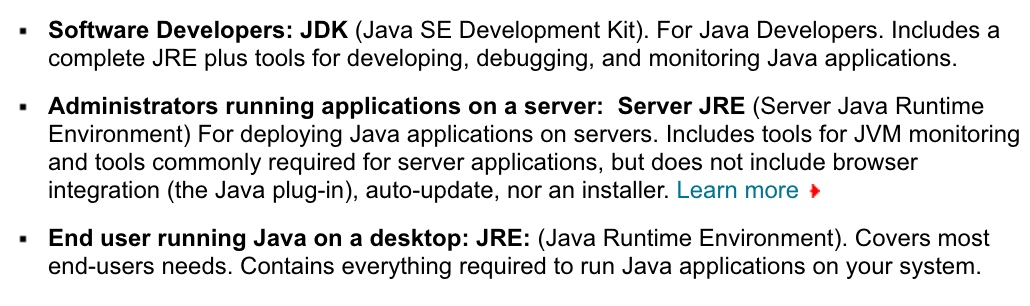 ▪ Software Developers: JDK (Java SE Development Kit). For Java Developers. Includes a
complete JRE plus tools for developing, debugging, and monitoring Java applications.
▪ Administrators running applications on a server:  Server JRE (Server Java Runtime
Environment) For deploying Java applications on servers. Includes tools for JVM monitoring
and tools commonly required for server applications, but does not include browser
integration (the Java plug-in), auto-update, nor an installer. Learn more
▪ End user running Java on a desktop: JRE: (Java Runtime Environment). Covers most
end-users needs. Contains everything required to run Java applications on your system.